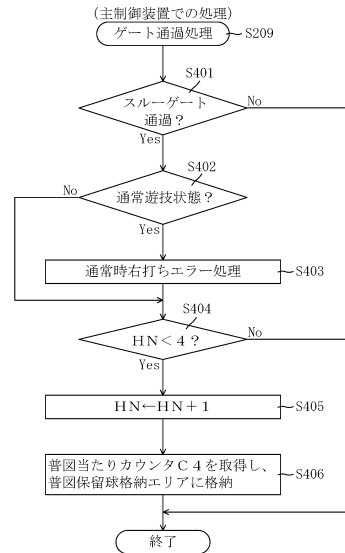 (主制御装置での処理)
ゲート通過処理
S209
S401
スルーゲート
通過?
No
Yes
S402
No
通常遊技状態?
Yes
通常時右打ちエラー処理
S403
S404
HN<4?
No
Yes
HN←HN+1
S405
普図当たりカウンタC4を取得し、
普図保留球格納エリアに格納
S406
終了